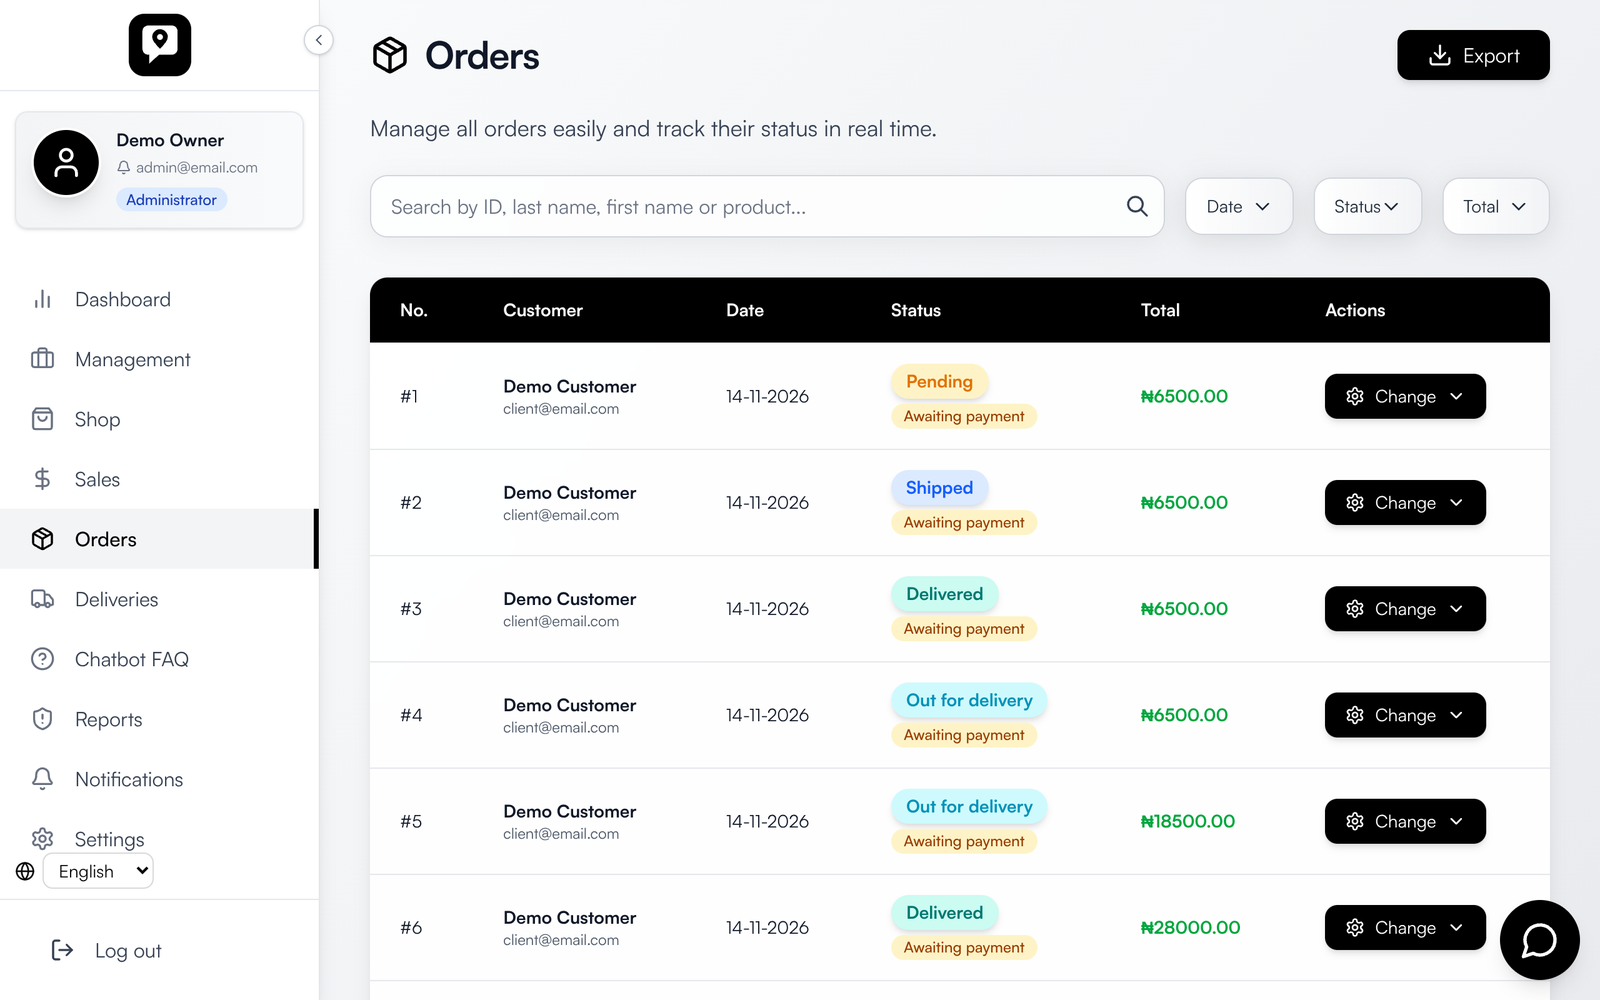 Demo Owner
admin@email.com
Administrator
Dashboard
Management
Shop
Sales
Orders
Deliveries
Chatbot FAQ
Reports
Notifications
Settings
English
Log out
Orders
Export
Manage all orders easily and track their status in real time.
Search by ID, last name, first name or product...
Date
Status
Total
No. Customer Date Status Total Actions
#1 Demo Customer 14-11-2026 Pending ₦6500.00 Change
client@email.com Awaiting payment
#2 Demo Customer 14-11-2026 Shipped ₦6500.00 Change
client@email.com Awaiting payment
#3 Demo Customer 14-11-2026 Delivered ₦6500.00 Change
client@email.com Awaiting payment
#4 Demo Customer 14-11-2026 Out for delivery ₦6500.00 Change
client@email.com Awaiting payment
#5 Demo Customer 14-11-2026 Out for delivery ₦18500.00 Change
client@email.com Awaiting payment
#6 Demo Customer 14-11-2026 Delivered ₦28000.00 Change
client@email.com Awaiting payment